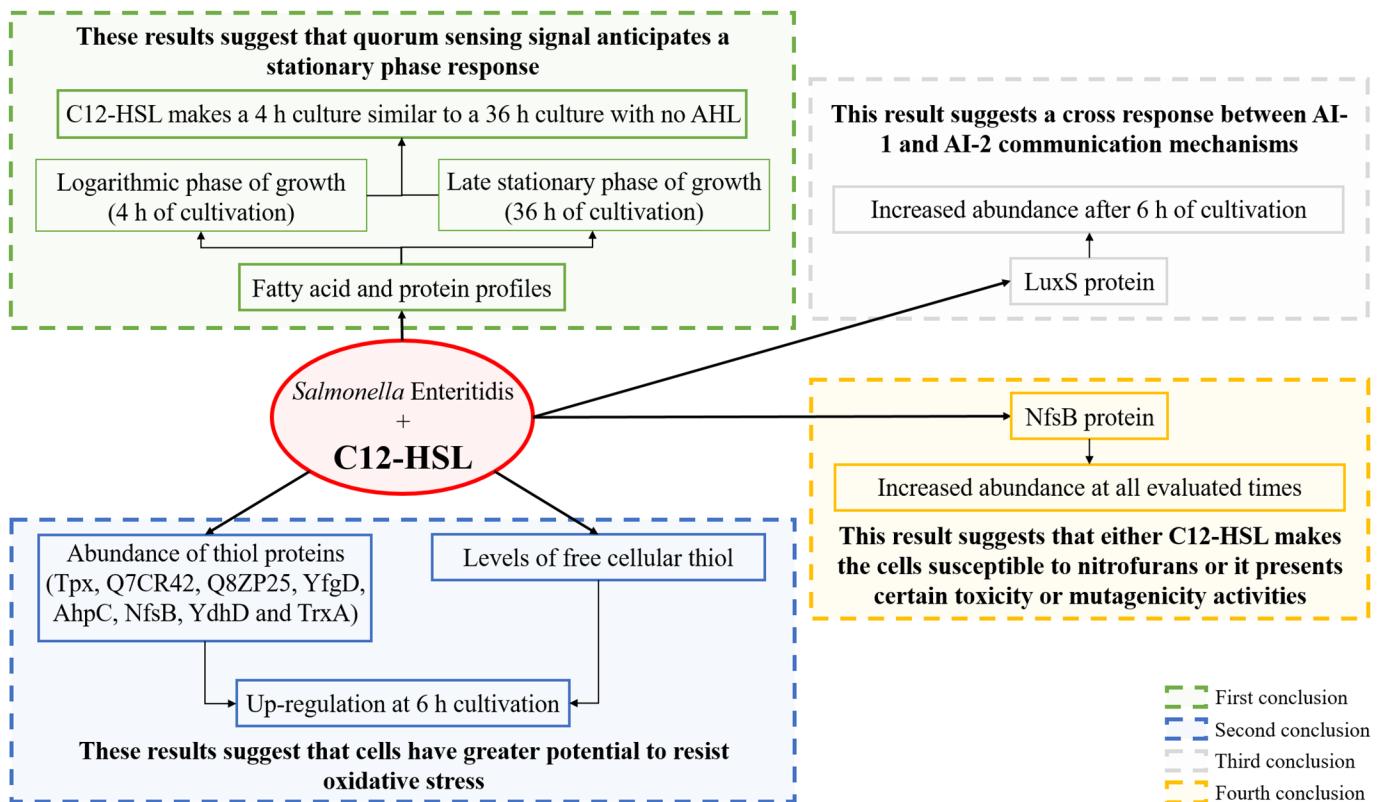 These results suggest that quorum sensing signal anticipates a
stationary phase response
C12-HSL makes a 4 h culture similar to a 36 h culture with no AHL
Logarithmic phase of growth
(4 h of cultivation)
Late stationary phase of growth
(36 h of cultivation)
Fatty acid and protein profiles
This result suggests a cross response between AI-
1 and AI-2 communication mechanisms
Increased abundance after 6 h of cultivation
LuxS protein
Salmonella Enteritidis
+
C12-HSL
NfsB protein
Increased abundance at all evaluated times
This result suggests that either C12-HSL makes
the cells susceptible to nitrofurans or it presents
certain toxicity or mutagenicity activities
Abundance of thiol proteins
(Tpx, Q7CR42, Q8ZP25, YfgD,
AhpC, NfsB, YdhD and TrxA)
Levels of free cellular thiol
Up-regulation at 6 h cultivation
These results suggest that cells have greater potential to resist
oxidative stress
First conclusion
Second conclusion
Third conclusion
Fourth conclusion